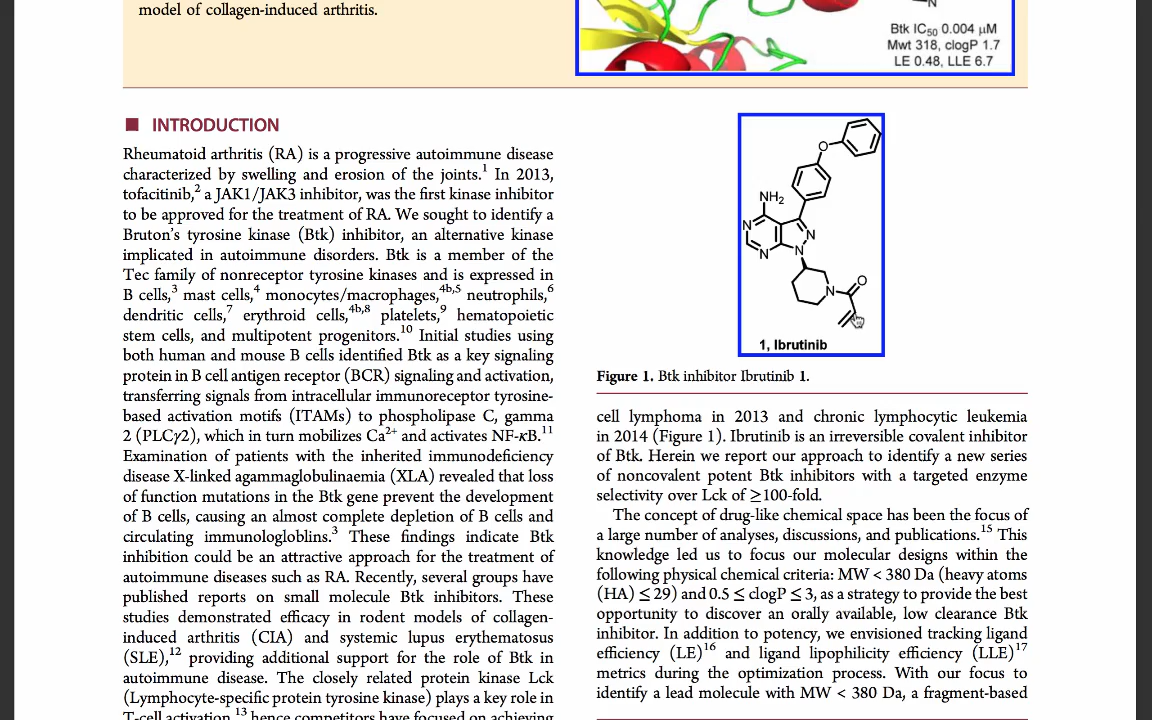 model of collagen-induced arthritis.
N
Btk IC50 0.004 μM
Mwt 318, clogP 1.7
LE 0.48, LLE 6.7
INTRODUCTION
Rheumatoid arthritis (RA) is a progressive autoimmune disease
characterized by swelling and erosion of the joints.1 In 2013,
tofacitinib,2 a JAK1/JAK3 inhibitor, was the first kinase inhibitor
to be approved for the treatment of RA. We sought to identify a
Bruton's tyrosine kinase (Btk) inhibitor, an alternative kinase
implicated in autoimmune disorders. Btk is a member of the
Tec family of nonreceptor tyrosine kinases and is expressed in
B cells,3 mast cells,4 monocytes/macrophages,4b,5 neutrophils,6
dendritic cells,7 erythroid cells,4b,8 platelets,9 hematopoietic
stem cells, and multipotent progenitors.10 Initial studies using
both human and mouse B cells identified Btk as a key signaling
protein in B cell antigen receptor (BCR) signaling and activation,
transferring signals from intracellular immunoreceptor tyrosine-
based activation motifs (ITAMs) to phospholipase C, gamma
2 (PLCγ2), which in turn mobilizes Ca2+ and activates NF-κB.11
Examination of patients with the inherited immunodeficiency
disease X-linked agammaglobulinaemia (XLA) revealed that loss
of function mutations in the Btk gene prevent the development
of B cells, causing an almost complete depletion of B cells and
circulating immunologloblins.3 These findings indicate Btk
inhibition could be an attractive approach for the treatment of
autoimmune diseases such as RA. Recently, several groups have
published reports on small molecule Btk inhibitors. These
studies demonstrated efficacy in rodent models of collagen-
induced arthritis (CIA) and systemic lupus erythematosus
(SLE),12 providing additional support for the role of Btk in
autoimmune disease. The closely related protein kinase Lck
(Lymphocyte-specific protein tyrosine kinase) plays a key role in
T-cell activation,13 hence competitors have focused on achieving
O
NH2
N
N
N
N
O
N
1, Ibrutinib
Figure 1. Btk inhibitor Ibrutinib 1.
cell lymphoma in 2013 and chronic lymphocytic leukemia
in 2014 (Figure 1). Ibrutinib is an irreversible covalent inhibitor
of Btk. Herein we report our approach to identify a new series
of noncovalent potent Btk inhibitors with a targeted enzyme
selectivity over Lck of ≥100-fold.
The concept of drug-like chemical space has been the focus of
a large number of analyses, discussions, and publications.15 This
knowledge led us to focus our molecular designs within the
following physical chemical criteria: MW < 380 Da (heavy atoms
(HA) ≤ 29) and 0.5 ≤ clogP ≤ 3, as a strategy to provide the best
opportunity to discover an orally available, low clearance Btk
inhibitor. In addition to potency, we envisioned tracking ligand
efficiency (LE)16 and ligand lipophilicity efficiency (LLE)17
metrics during the optimization process. With our focus to
identify a lead molecule with MW < 380 Da, a fragment-based